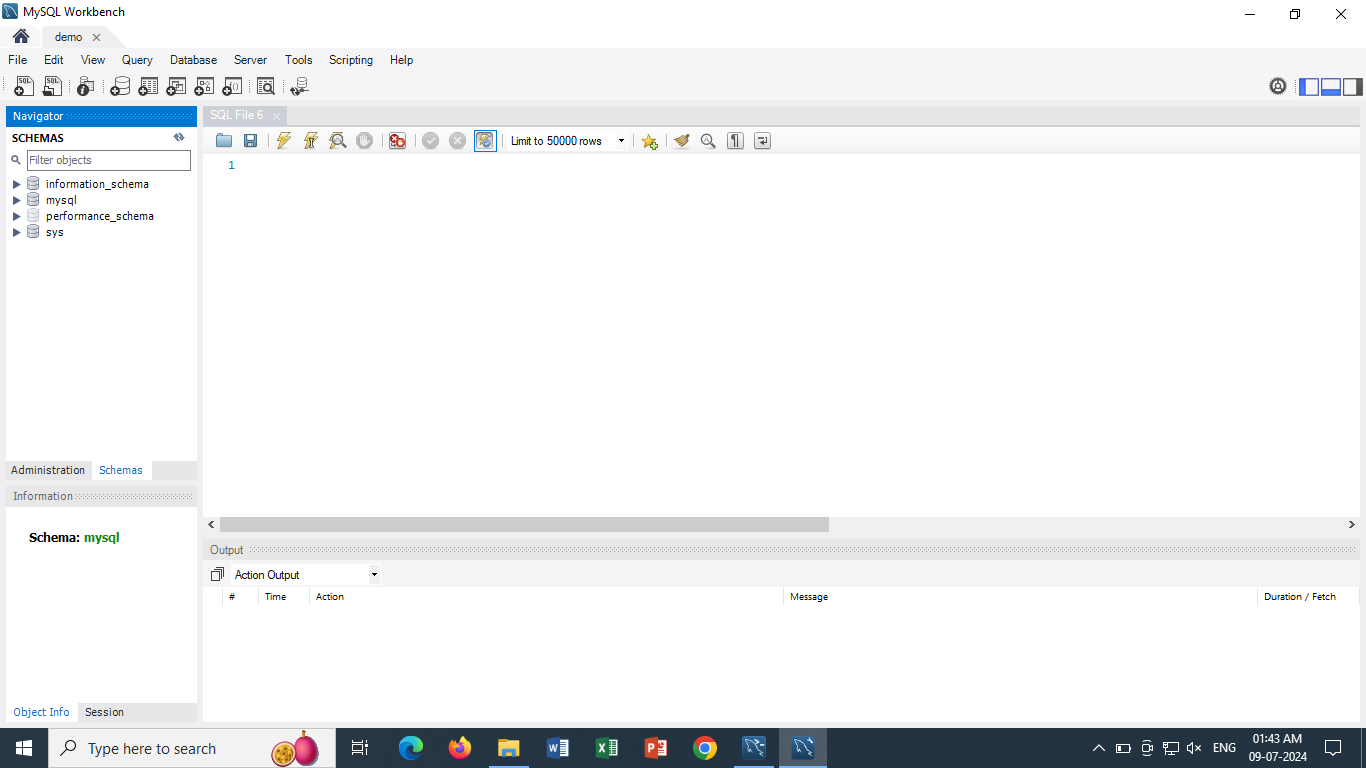 MySQL Workbench
demo
File Edit View Query Database Server Tools Scripting Help
Navigator
SCHEMAS
Filter objects
information_schema
mysql
performance_schema
sys
Administration Schemas
Information
Schema: mysql
Object Info Session
SQL File 6
Limit to 50000 rows
1
Output
Action Output
# Time Action Message Duration / Fetch
Type here to search
ENG
01:43 AM
09-07-2024